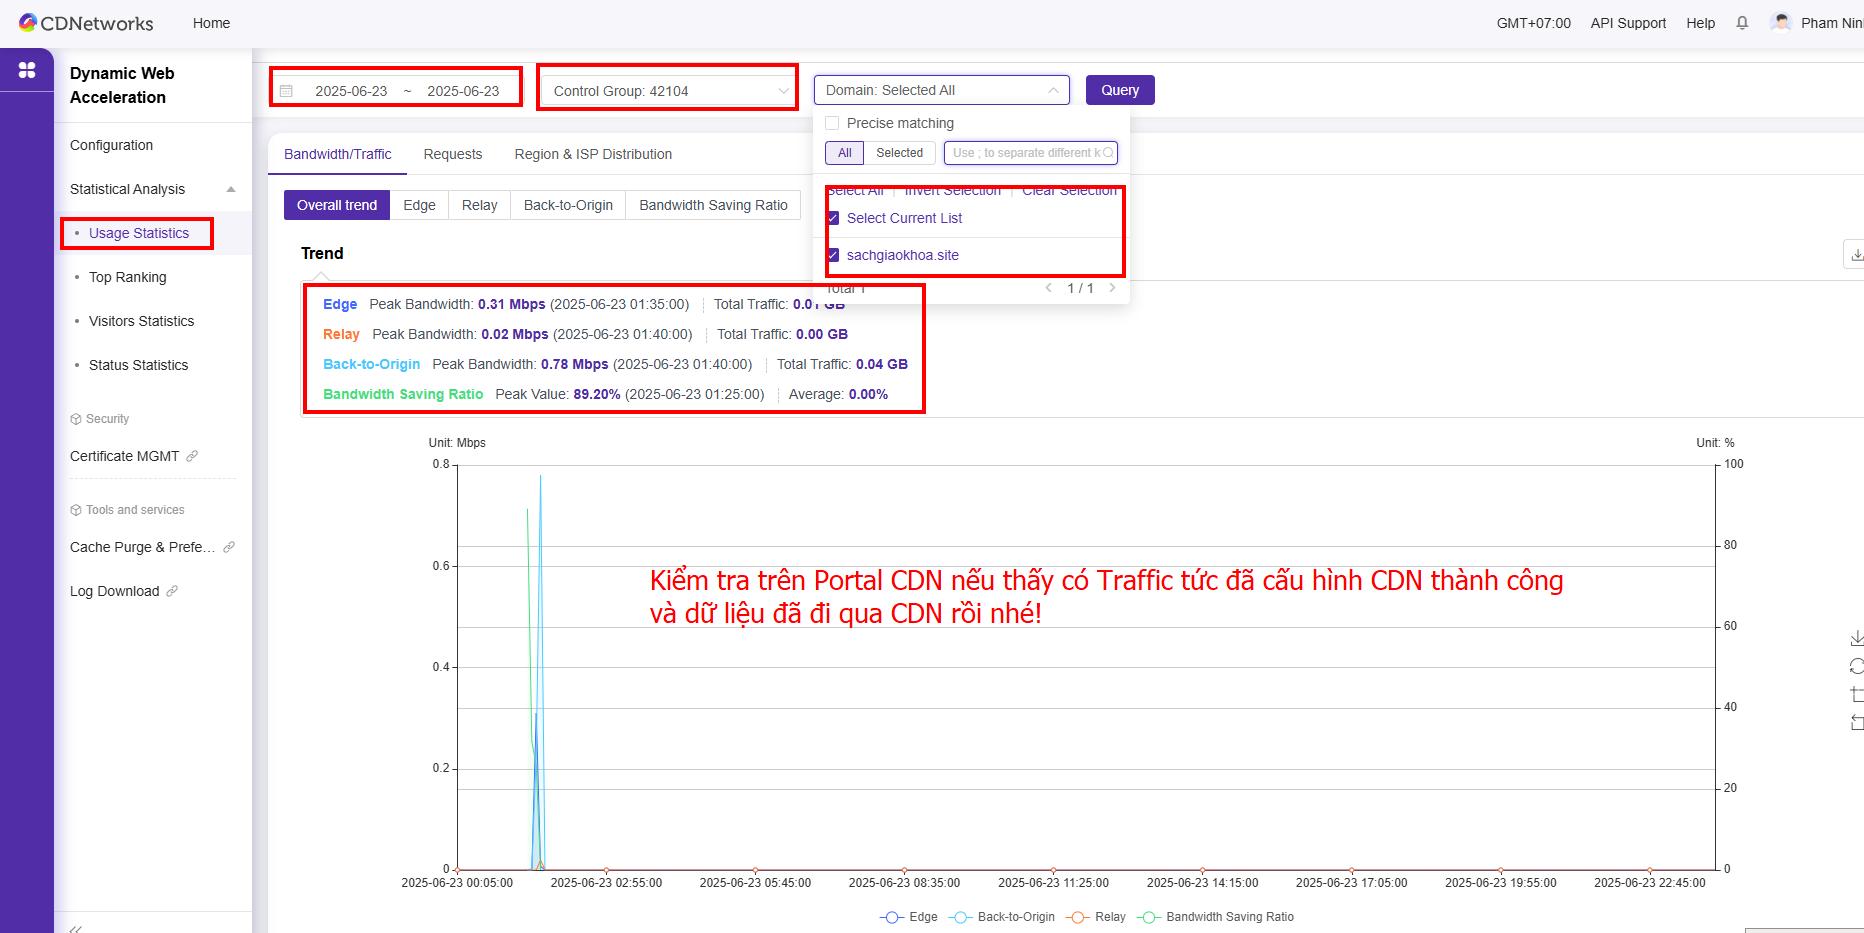 CDNetworks
Home
GMT+07:00
API Support
Help
Pham Ninh
Dynamic Web
Acceleration
Configuration
Statistical Analysis
Usage Statistics
Top Ranking
Visitors Statistics
Status Statistics
Security
Certificate MGMT
Tools and services
Cache Purge & Prefe...
Log Download
2025-06-23 ~ 2025-06-23
Control Group: 42104
Domain: Selected All
Query
Precise matching
All
Selected
Use ; to separate different k
Select All
Invert Selection
Clear Selection
Select Current List
sachgiaokhoa.site
Total 1
1 / 1
Bandwidth/Traffic
Requests
Region & ISP Distribution
Overall trend
Edge
Relay
Back-to-Origin
Bandwidth Saving Ratio
Trend
Edge Peak Bandwidth: 0.31 Mbps (2025-06-23 01:35:00) Total Traffic: 0.01 GB
Relay Peak Bandwidth: 0.02 Mbps (2025-06-23 01:40:00) Total Traffic: 0.00 GB
Back-to-Origin Peak Bandwidth: 0.78 Mbps (2025-06-23 01:40:00) Total Traffic: 0.04 GB
Bandwidth Saving Ratio Peak Value: 89.20% (2025-06-23 01:25:00) Average: 0.00%
Unit: Mbps
Unit: %
0.8
0.6
0.4
0.2
0
100
80
60
40
20
0
Kiểm tra trên Portal CDN nếu thấy có Traffic tức đã cấu hình CDN thành công
và dữ liệu đã đi qua CDN rồi nhé!
2025-06-23 00:05:00
2025-06-23 02:55:00
2025-06-23 05:45:00
2025-06-23 08:35:00
2025-06-23 11:25:00
2025-06-23 14:15:00
2025-06-23 17:05:00
2025-06-23 19:55:00
2025-06-23 22:45:00
Edge
Back-to-Origin
Relay
Bandwidth Saving Ratio